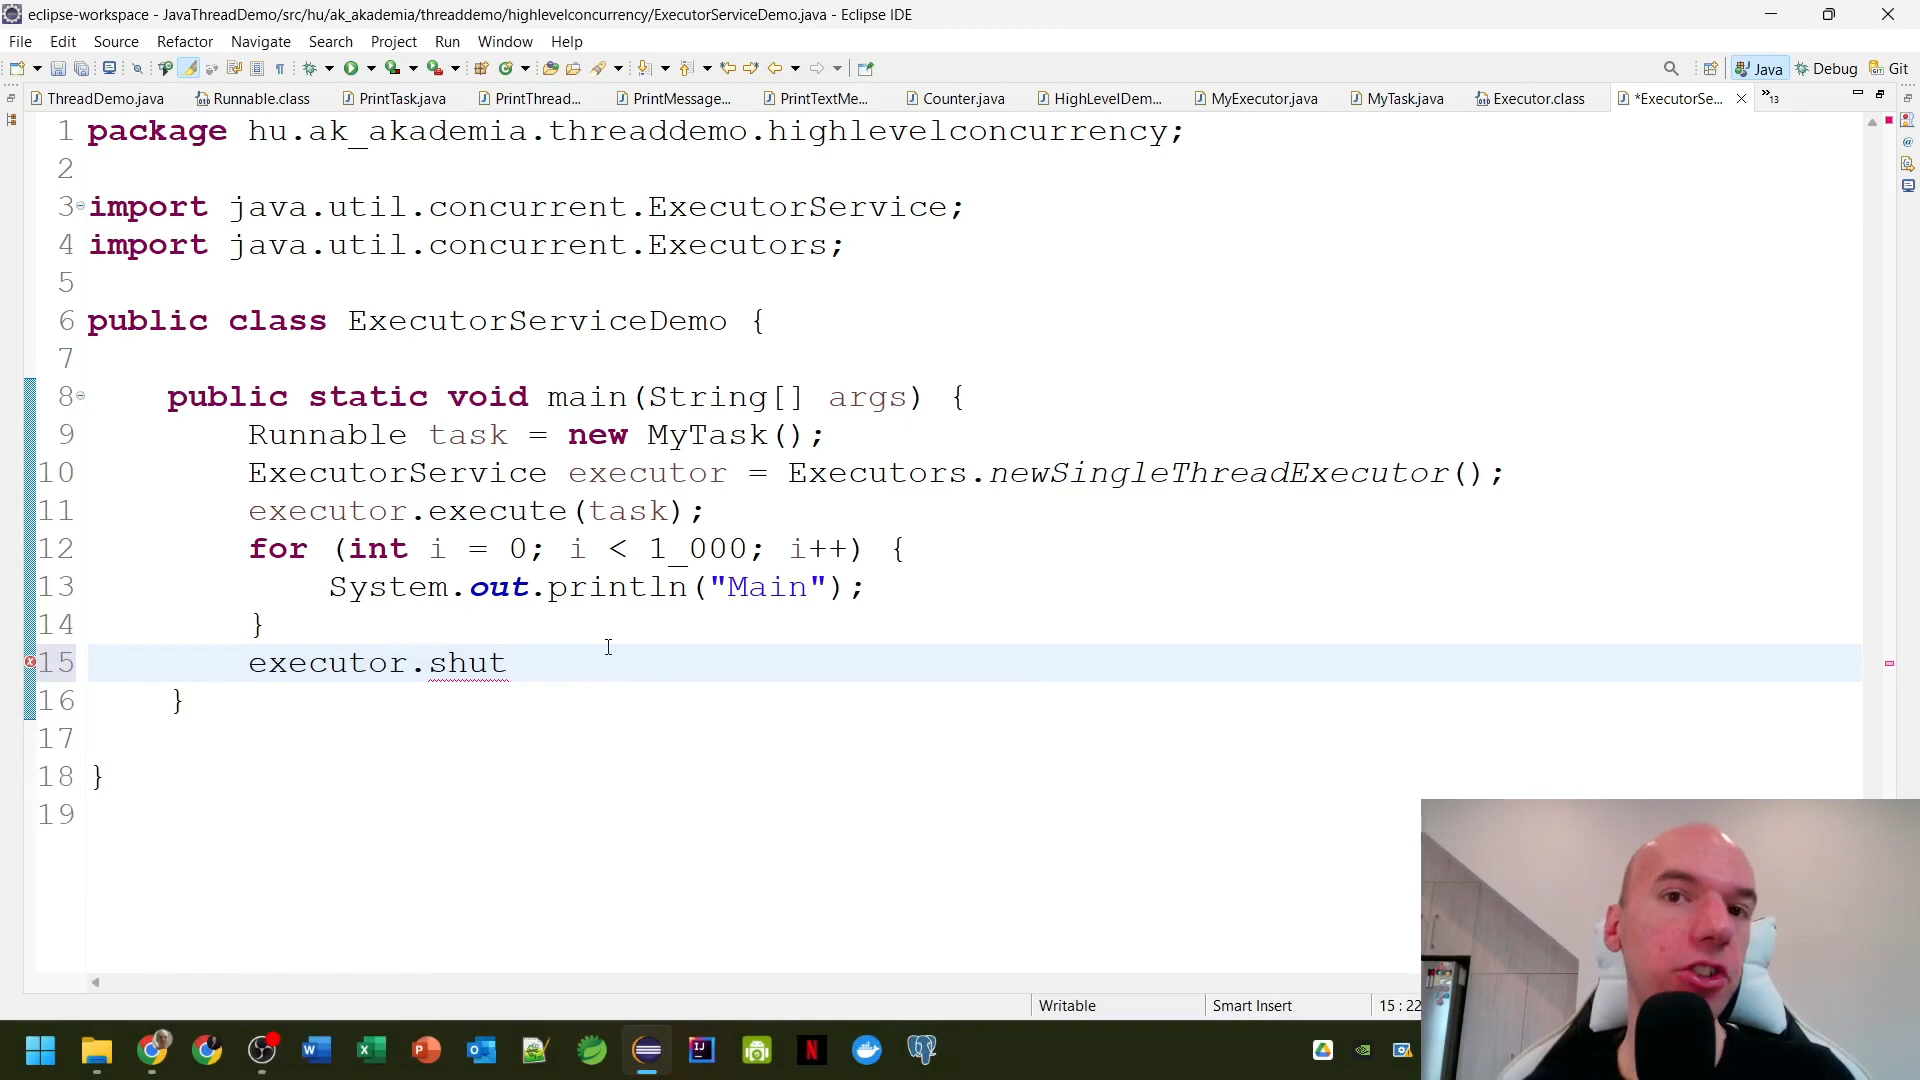 eclipse-workspace - JavaThreadDemo/src/hu/ak_akademia/threaddemo/highlevelconcurrency/ExecutorServiceDemo.java - Eclipse IDE
File Edit Source Refactor Navigate Search Project Run Window Help
Java Debug Git
ThreadDemo.java Runnable.class PrintTask.java PrintThread... PrintMessage... PrintTextMe... Counter.java HighLevelDem... MyExecutor.java MyTask.java Executor.class *ExecutorSe... »13
1 package hu.ak_akademia.threaddemo.highlevelconcurrency;
2
3 import java.util.concurrent.ExecutorService;
4 import java.util.concurrent.Executors;
5
6 public class ExecutorServiceDemo {
7
8 public static void main(String[] args) {
9 Runnable task = new MyTask();
10 ExecutorService executor = Executors.newSingleThreadExecutor();
11 executor.execute(task);
12 for (int i = 0; i < 1_000; i++) {
13 System.out.println("Main");
14 }
15 executor.shut
16 }
17
18 }
19
Writable Smart Insert 15 : 22